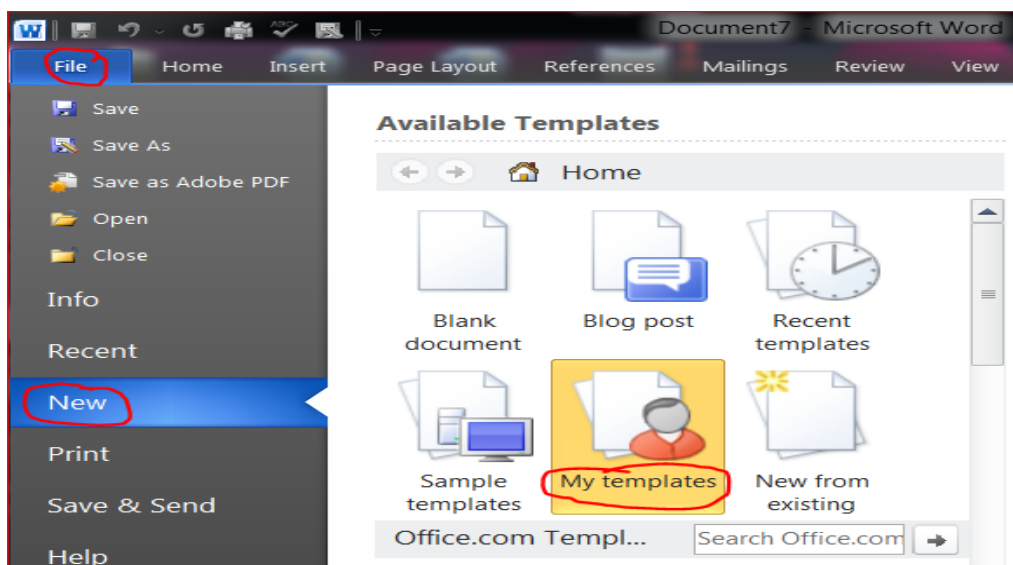 W Document7 - Microsoft Word
File Home Insert Page Layout References Mailings Review View
Save
Save As
Save as Adobe PDF
Open
Close
Info
Recent
New
Print
Save & Send
Help
Available Templates
Home
Blank document
Blog post
Recent templates
Sample templates
My templates
New from existing
Office.com Templ...
Search Office.com